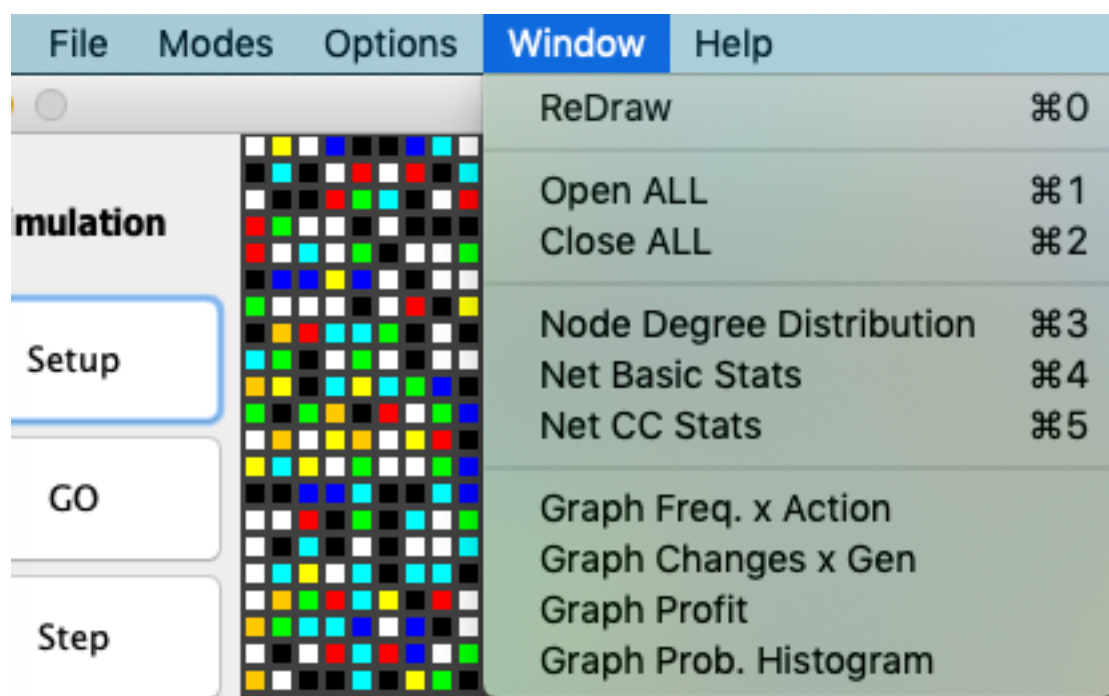 File Modes Options Window Help
ReDraw ⌘0
Open ALL ⌘1
Close ALL ⌘2
Node Degree Distribution ⌘3
Net Basic Stats ⌘4
Net CC Stats ⌘5
Graph Freq. x Action
Graph Changes x Gen
Graph Profit
Graph Prob. Histogram
mulation
Setup
GO
Step